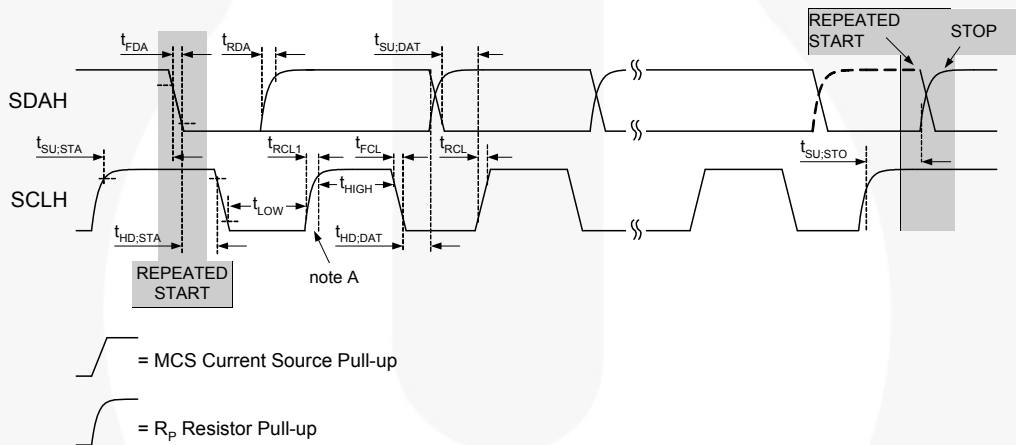 REPEATED START
STOP
tFDA
tRDA
tSU;DAT
SDAH
tSU;STA
tRCL1
tFCL
tRCL
tSU;STO
tHIGH
SCLH
tLOW
tHD;STA
tHD;DAT
REPEATED START
note A
= MCS Current Source Pull-up
= RP Resistor Pull-up